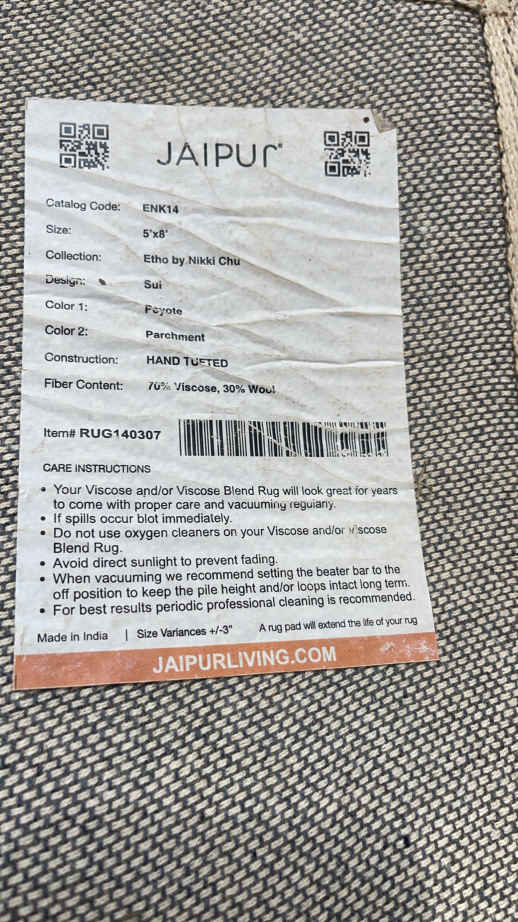 JAIPUR
Catalog Code: ENK14
Size: 5'x8'
Collection: Etho by Nikki Chu
Design: Sui
Color 1: Peyote
Color 2: Parchment
Construction: HAND TUFTED
Fiber Content: 70% Viscose, 30% Wool
Item# RUG140307
CARE INSTRUCTIONS
• Your Viscose and/or Viscose Blend Rug will look great for years
to come with proper care and vacuuming regularly.
• If spills occur blot immediately.
• Do not use oxygen cleaners on your Viscose and/or Viscose
Blend Rug.
• Avoid direct sunlight to prevent fading.
• When vacuuming we recommend setting the beater bar to the
off position to keep the pile height and/or loops intact long term.
• For best results periodic professional cleaning is recommended.
Made in India | Size Variances +/-3" A rug pad will extend the life of your rug
JAIPURLIVING.COM